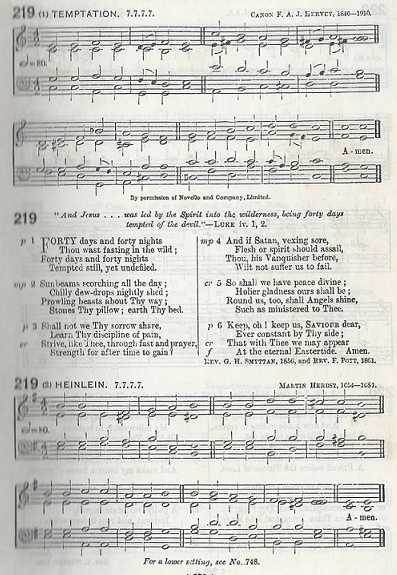 219 (1) TEMPTATION. 7.7.7.7. CANON F. A. J. HERVEY, 1846—1910.
𝅗𝅥=80.
A - men.
By permission of Novello and Company, Limited.
219 "And Jesus . . . was led by the Spirit into the wilderness, being forty days
tempted of the devil."—LUKE iv. 1, 2.
p 1 FORTY days and forty nights
Thou wast fasting in the wild ;
Forty days and forty nights
Tempted still, yet undefiled.
mp 2 Sunbeams scorching all the day ;
Chilly dew-drops nightly shed ;
Prowling beasts about Thy way ;
Stones Thy pillow ; earth Thy bed.
p 3 Shall not we Thy sorrow share,
Learn Thy discipline of pain,
cr Strive, like Thee, through fast and prayer,
Strength for after time to gain ?
mp 4 And if Satan, vexing sore,
Flesh or spirit should assail,
Thou, his Vanquisher before,
Wilt not suffer us to fail.
cr 5 So shall we have peace divine ;
Holier gladness ours shall be ;
Round us, too, shall Angels shine,
Such as ministered to Thee.
p 6 Keep, oh ! keep us, SAVIOUR dear,
Ever constant by Thy side ;
cr That with Thee we may appear
f At the eternal Eastertide. Amen.
REV. G. H. SMYTTAN, 1856, and REV. F. POTT, 1861.
219 (2) HEINLEIN. 7.7.7.7. MARTIN HERBST, 1654—1681.
𝅗𝅥=80.
A - men.
For a lower setting, see No. 748.